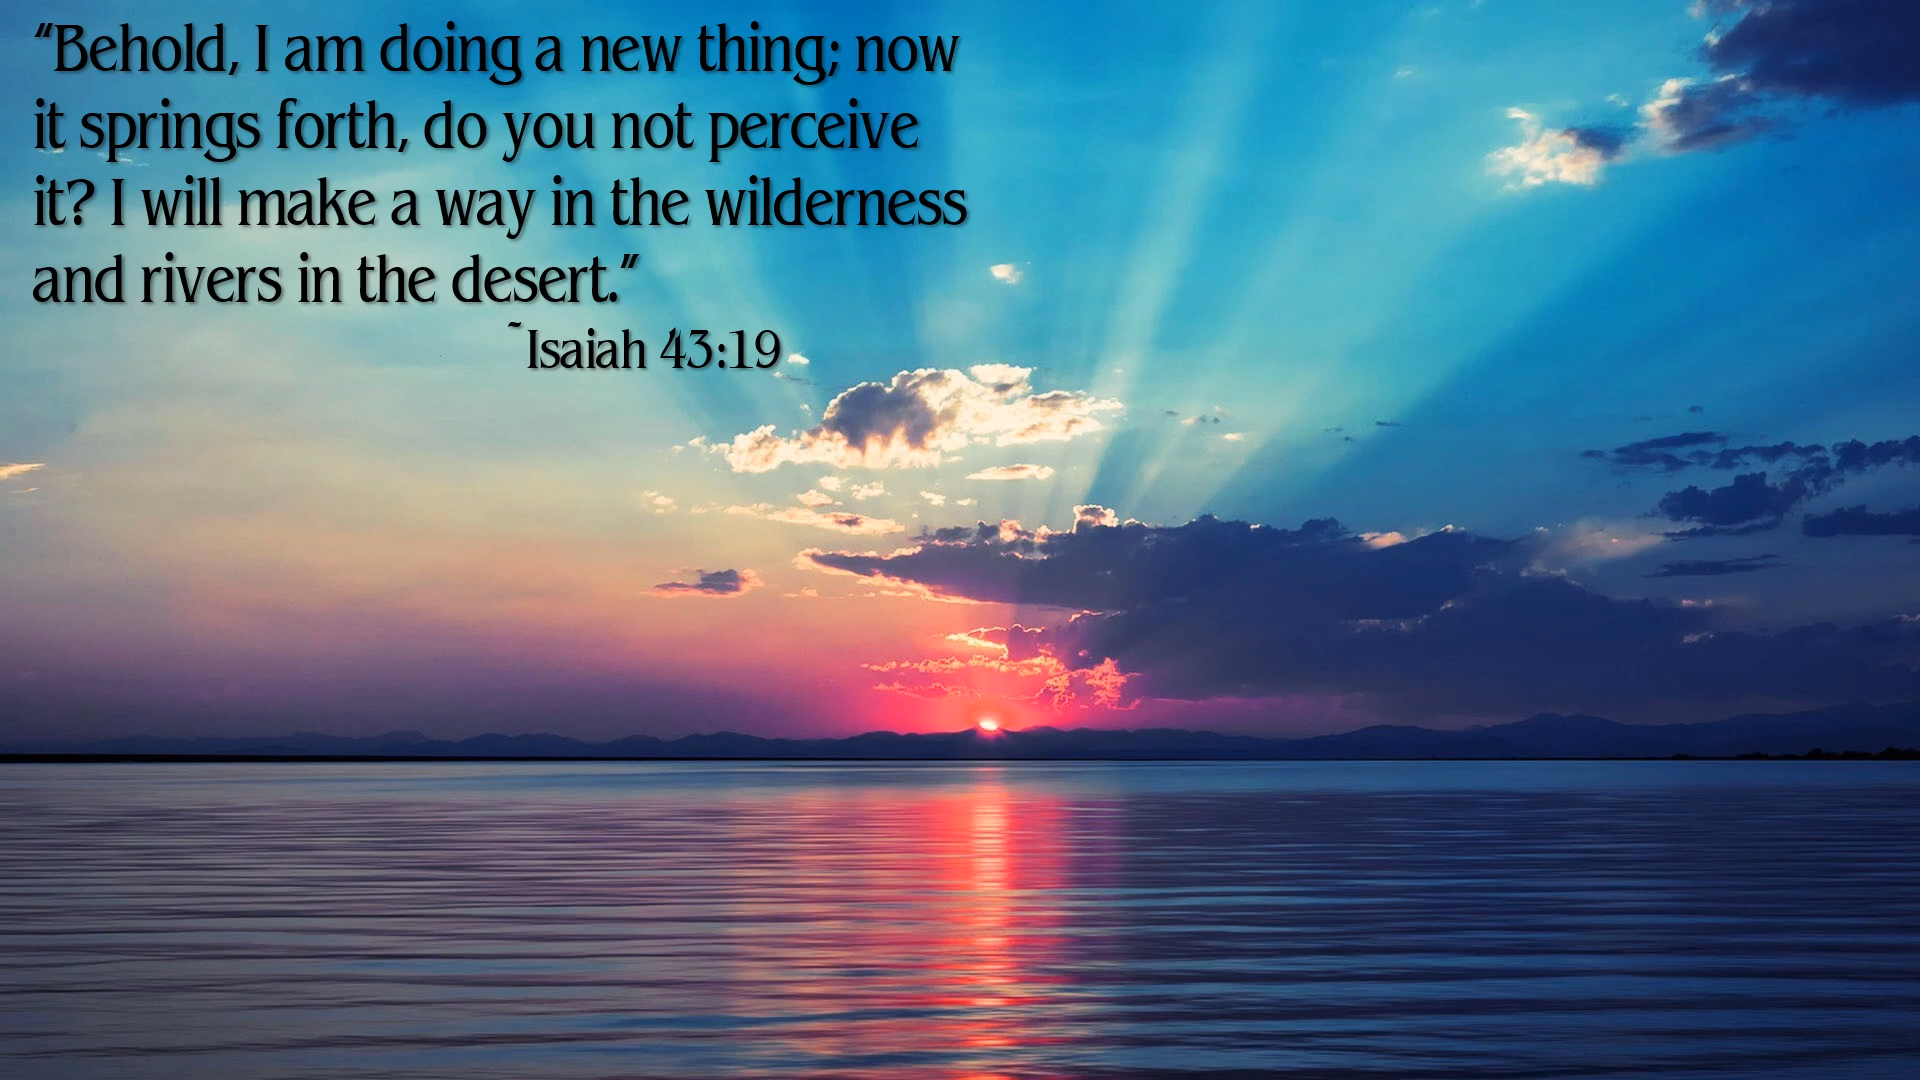 “Behold, I am doing a new thing; now
it springs forth, do you not perceive
it? I will make a way in the wilderness
and rivers in the desert.”
~Isaiah 43:19